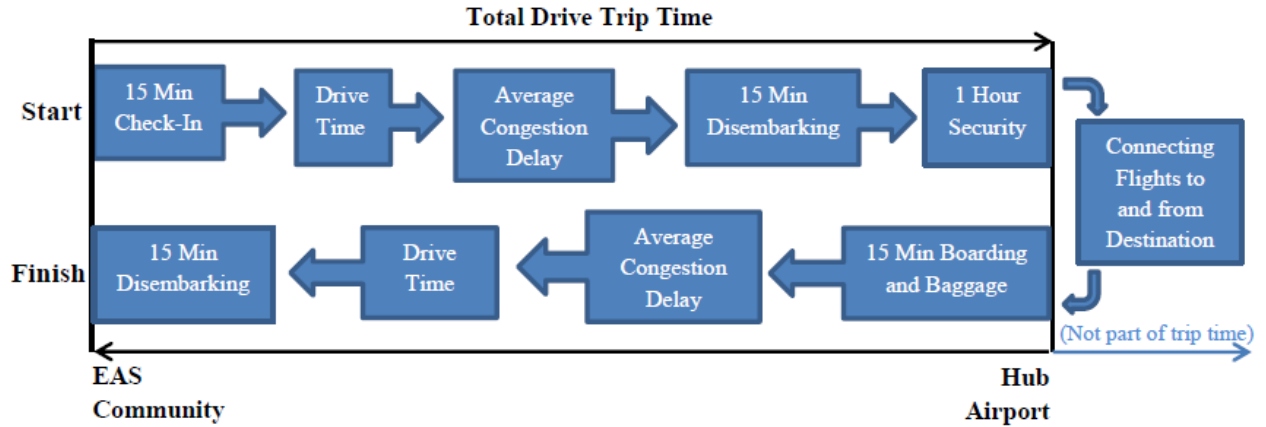 Total Drive Trip Time
Start
15 Min
Check-In
Drive
Time
Average
Congestion
Delay
15 Min
Disembarking
1 Hour
Security
Connecting
Flights to
and from
Destination
Finish
15 Min
Disembarking
Drive
Time
Average
Congestion
Delay
15 Min Boarding
and Baggage
(Not part of trip time)
EAS
Community
Hub
Airport